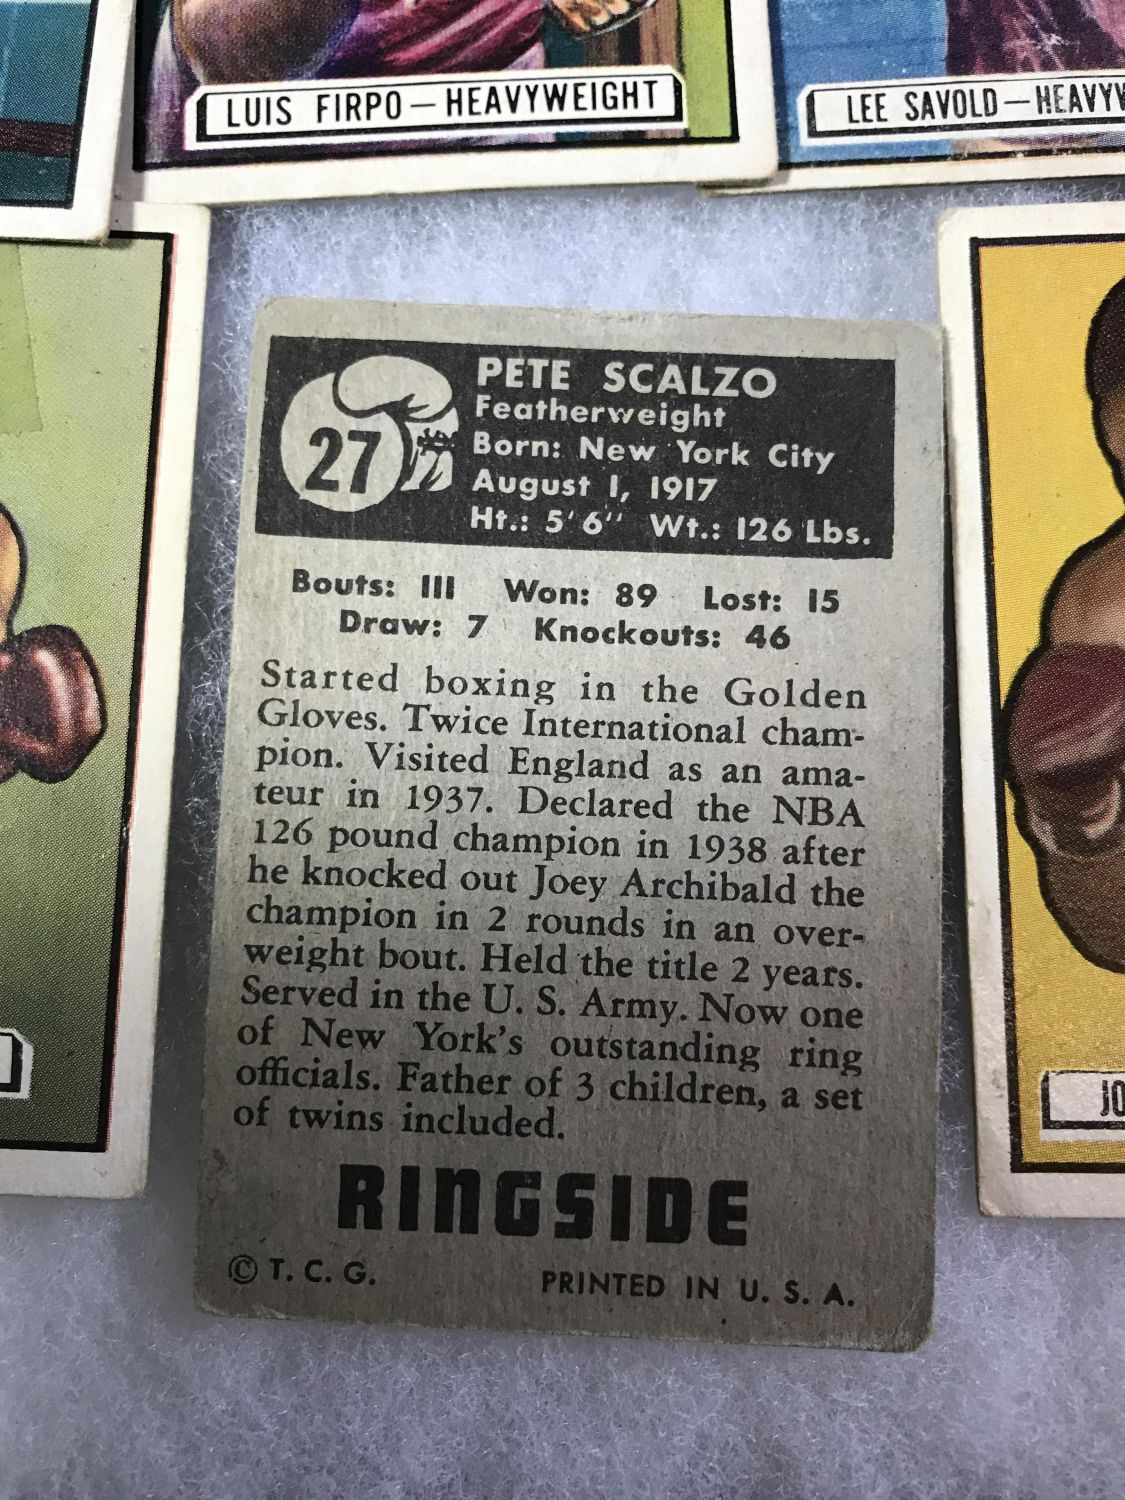 LUIS FIRPO — HEAVYWEIGHT
LEE SAVOLD — HEAVYW
27
PETE SCALZO
Featherweight
Born: New York City
August 1, 1917
Ht.: 5' 6" Wt.: 126 Lbs.
Bouts: 111 Won: 89 Lost: 15
Draw: 7 Knockouts: 46
Started boxing in the Golden
Gloves. Twice International cham-
pion. Visited England as an ama-
teur in 1937. Declared the NBA
126 pound champion in 1938 after
he knocked out Joey Archibald the
champion in 2 rounds in an over-
weight bout. Held the title 2 years.
Served in the U. S. Army. Now one
of New York's outstanding ring
officials. Father of 3 children, a set
of twins included.
RINGSIDE
© T. C. G. PRINTED IN U. S. A.
JO